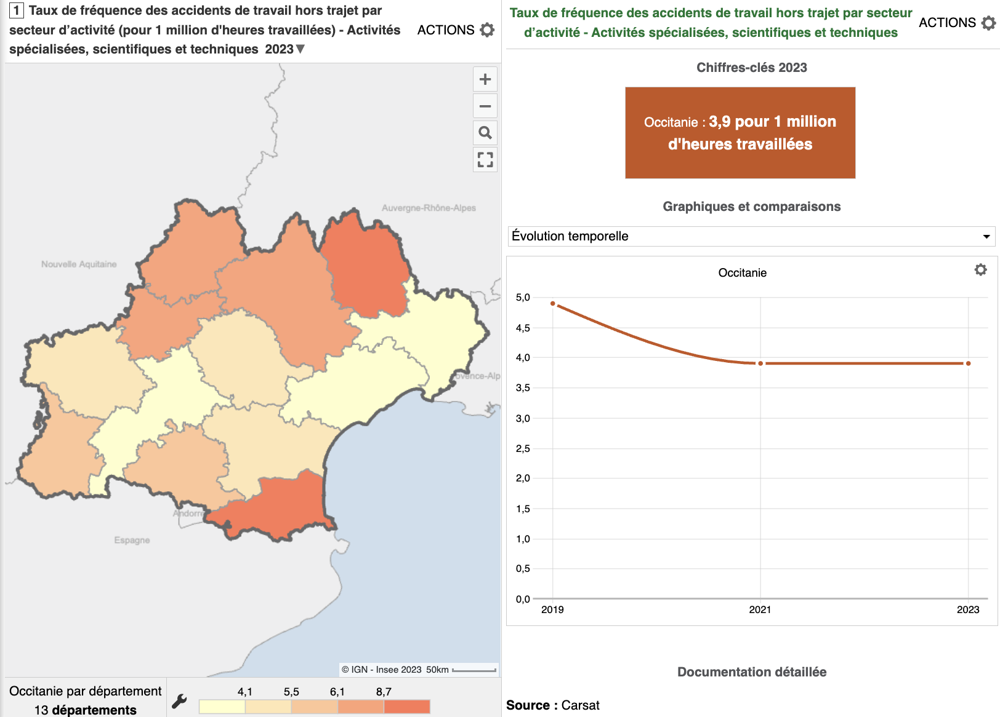 1 Taux de fréquence des accidents de travail hors trajet par
secteur d'activité (pour 1 million d'heures travaillées) - Activités
spécialisées, scientifiques et techniques 2023▼
ACTIONS
Auvergne-Rhône-Alpes
Nouvelle Aquitaine
ovence-Alp
Andorre
Espagne
© IGN - Insee 2023 50km
Occitanie par département
13 départements
4,1 5,5 6,1 8,7
Taux de fréquence des accidents de travail hors trajet par secteur
d'activité - Activités spécialisées, scientifiques et techniques
ACTIONS
Chiffres-clés 2023
Occitanie : 3,9 pour 1 million
d'heures travaillées
Graphiques et comparaisons
Évolution temporelle
Occitanie
5,0
4,5
4,0
3,5
3,0
2,5
2,0
1,5
1,0
0,5
0,0
2019 2021 2023
Documentation détaillée
Source : Carsat